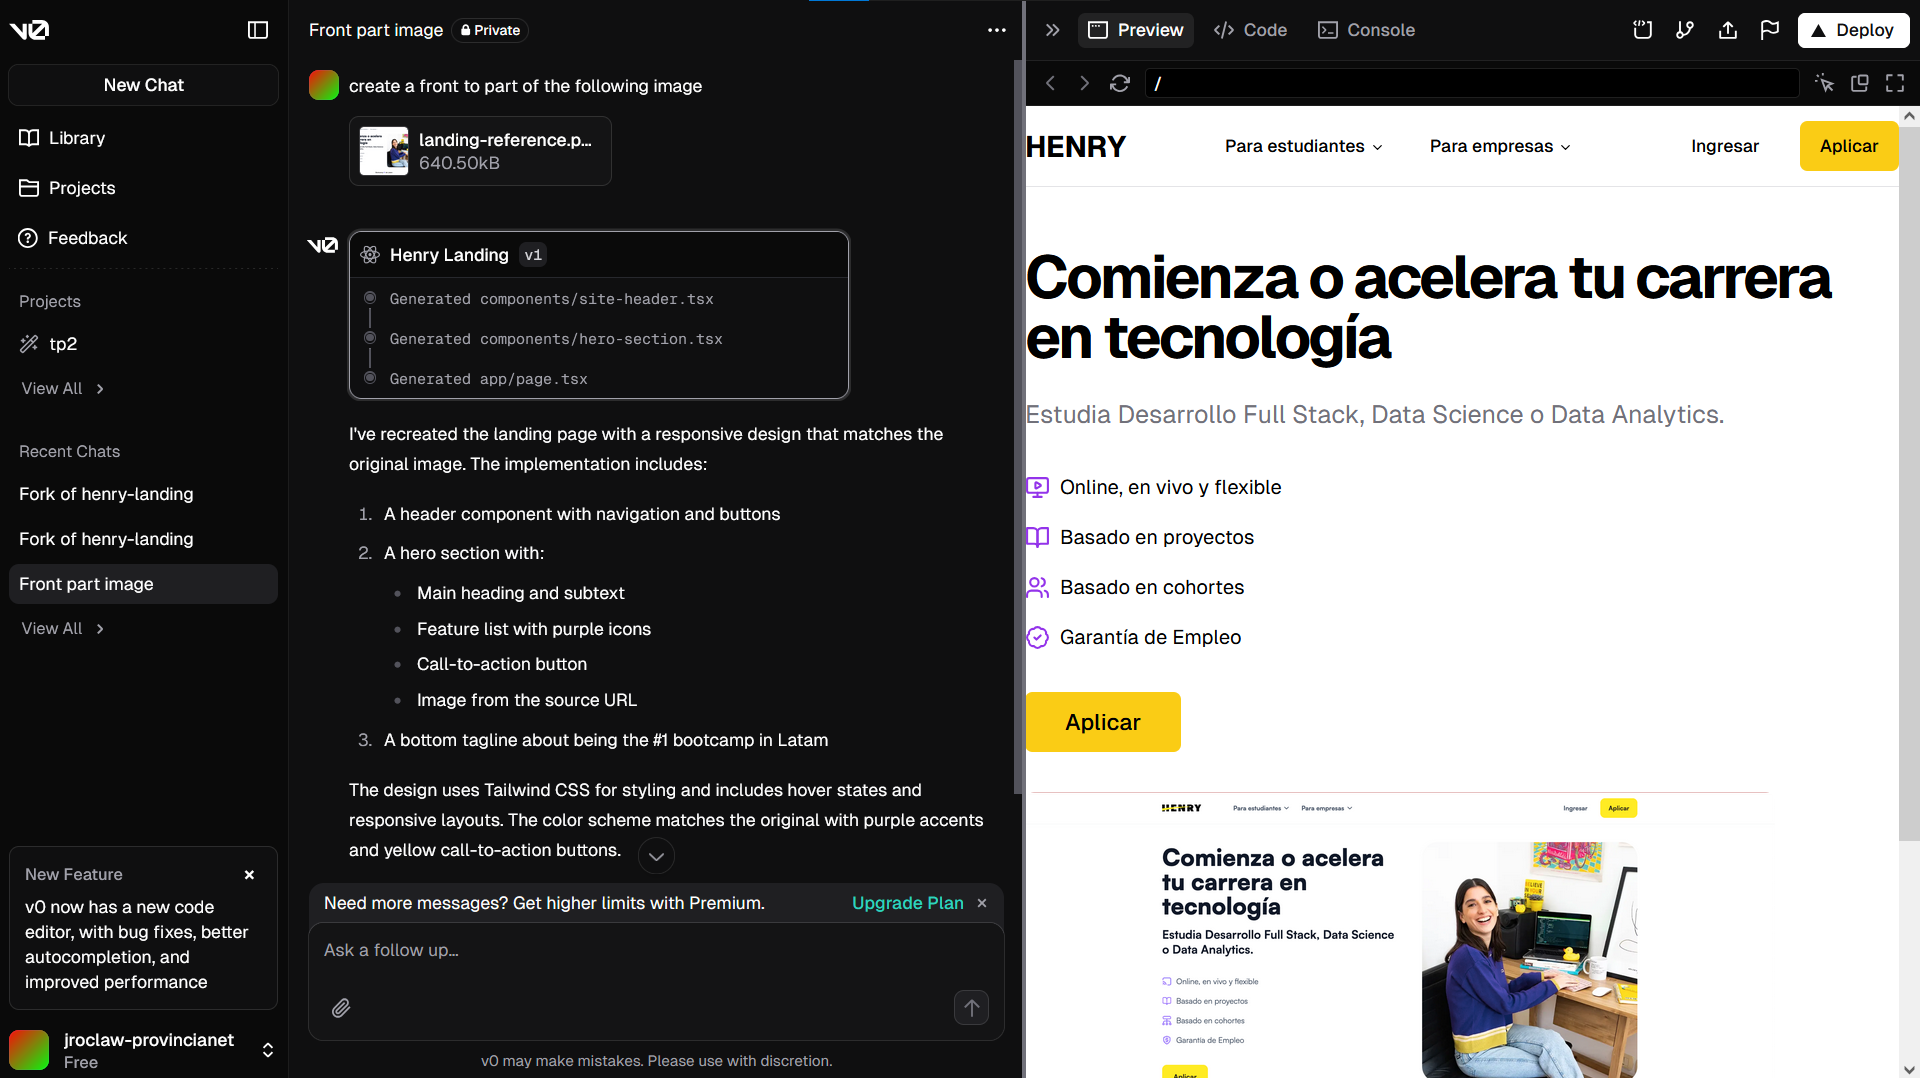 v0
New Chat
Library
Projects
Feedback
Projects
tp2
View All
Recent Chats
Fork of henry-landing
Fork of henry-landing
Front part image
View All
New Feature
v0 now has a new code
editor, with bug fixes, better
autocompletion, and
improved performance
jroclaw-provincianet
Free
Front part image
Private
create a front to part of the following image
landing-reference.p...
640.50kB
v0
Henry Landing v1
Generated components/site-header.tsx
Generated components/hero-section.tsx
Generated app/page.tsx
I've recreated the landing page with a responsive design that matches the
original image. The implementation includes:
1. A header component with navigation and buttons
2. A hero section with:
Main heading and subtext
Feature list with purple icons
Call-to-action button
Image from the source URL
3. A bottom tagline about being the #1 bootcamp in Latam
The design uses Tailwind CSS for styling and includes hover states and
responsive layouts. The color scheme matches the original with purple accents
and yellow call-to-action buttons.
Need more messages? Get higher limits with Premium.
Upgrade Plan
Ask a follow up...
v0 may make mistakes. Please use with discretion.
Preview
Code
Console
Deploy
/
HENRY
Para estudiantes
Para empresas
Ingresar
Aplicar
Comienza o acelera tu carrera
en tecnología
Estudia Desarrollo Full Stack, Data Science o Data Analytics.
Online, en vivo y flexible
Basado en proyectos
Basado en cohortes
Garantía de Empleo
Aplicar
HENRY
Para estudiantes
Para empresas
Ingresar
Aplicar
Comienza o acelera
tu carrera en
tecnología
Estudia Desarrollo Full Stack, Data Science
o Data Analytics.
Online, en vivo y flexible
Basado en proyectos
Basado en cohortes
Garantía de Empleo
Aplicar